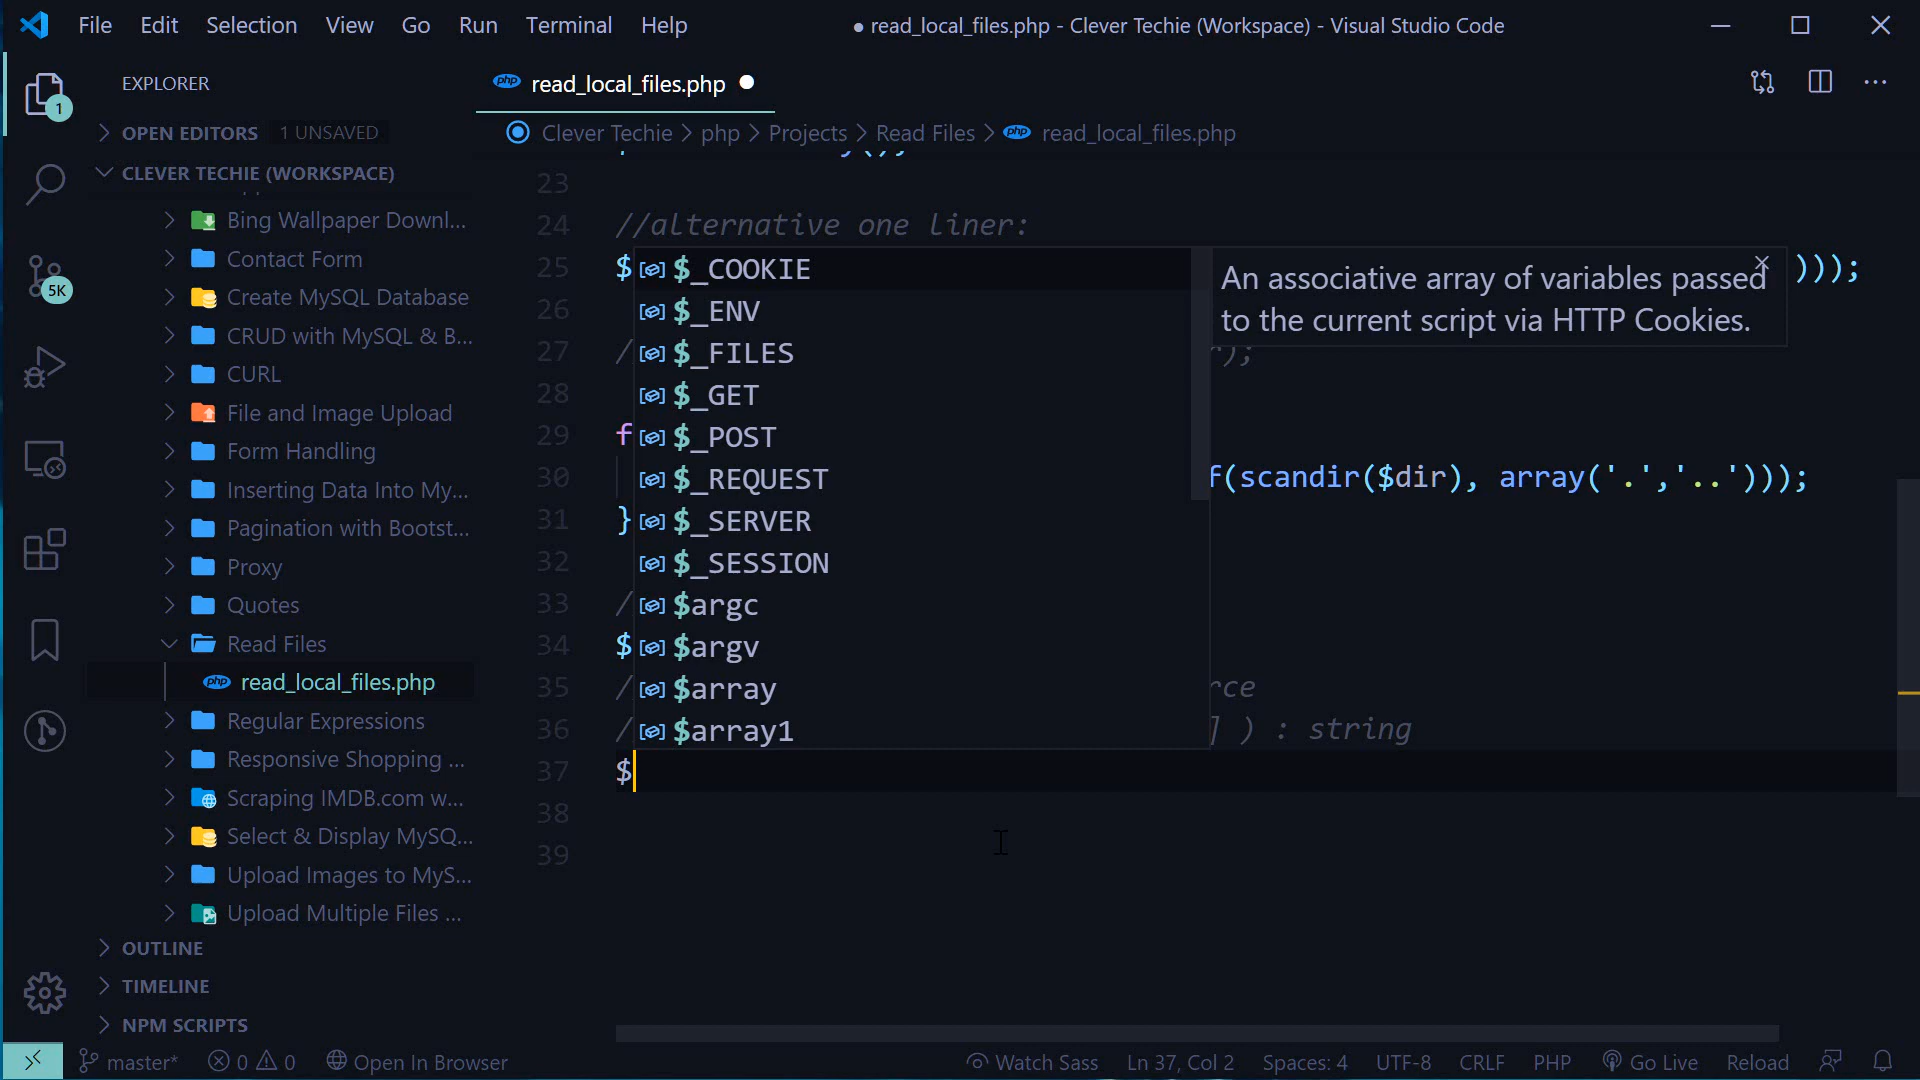 File Edit Selection View Go Run Terminal Help
● read_local_files.php - Clever Techie (Workspace) - Visual Studio Code
EXPLORER
1
OPEN EDITORS 1 UNSAVED
CLEVER TECHIE (WORKSPACE)
Bing Wallpaper Downl...
Contact Form
5K
Create MySQL Database
CRUD with MySQL & B...
CURL
File and Image Upload
Form Handling
Inserting Data Into My...
Pagination with Bootst...
Proxy
Quotes
Read Files
php read_local_files.php
Regular Expressions
Responsive Shopping ...
Scraping IMDB.com w...
Select & Display MySQ...
Upload Images to MyS...
Upload Multiple Files ...
OUTLINE
TIMELINE
NPM SCRIPTS
php read_local_files.php ●
Clever Techie > php > Projects > Read Files > php read_local_files.php
23
24 //alternative one liner:
25 $ )));
26
27 / );
28
29 f
30 f(scandir($dir), array('.','..')));
31 }
32
33 /
34 $
35 / rce
36 / ] ) : string
37 $
38
39
$_COOKIE
$_ENV
$_FILES
$_GET
$_POST
$_REQUEST
$_SERVER
$_SESSION
$argc
$argv
$array
$array1
An associative array of variables passed
to the current script via HTTP Cookies.
master* 0 0 Open In Browser Watch Sass Ln 37, Col 2 Spaces: 4 UTF-8 CRLF PHP Go Live Reload